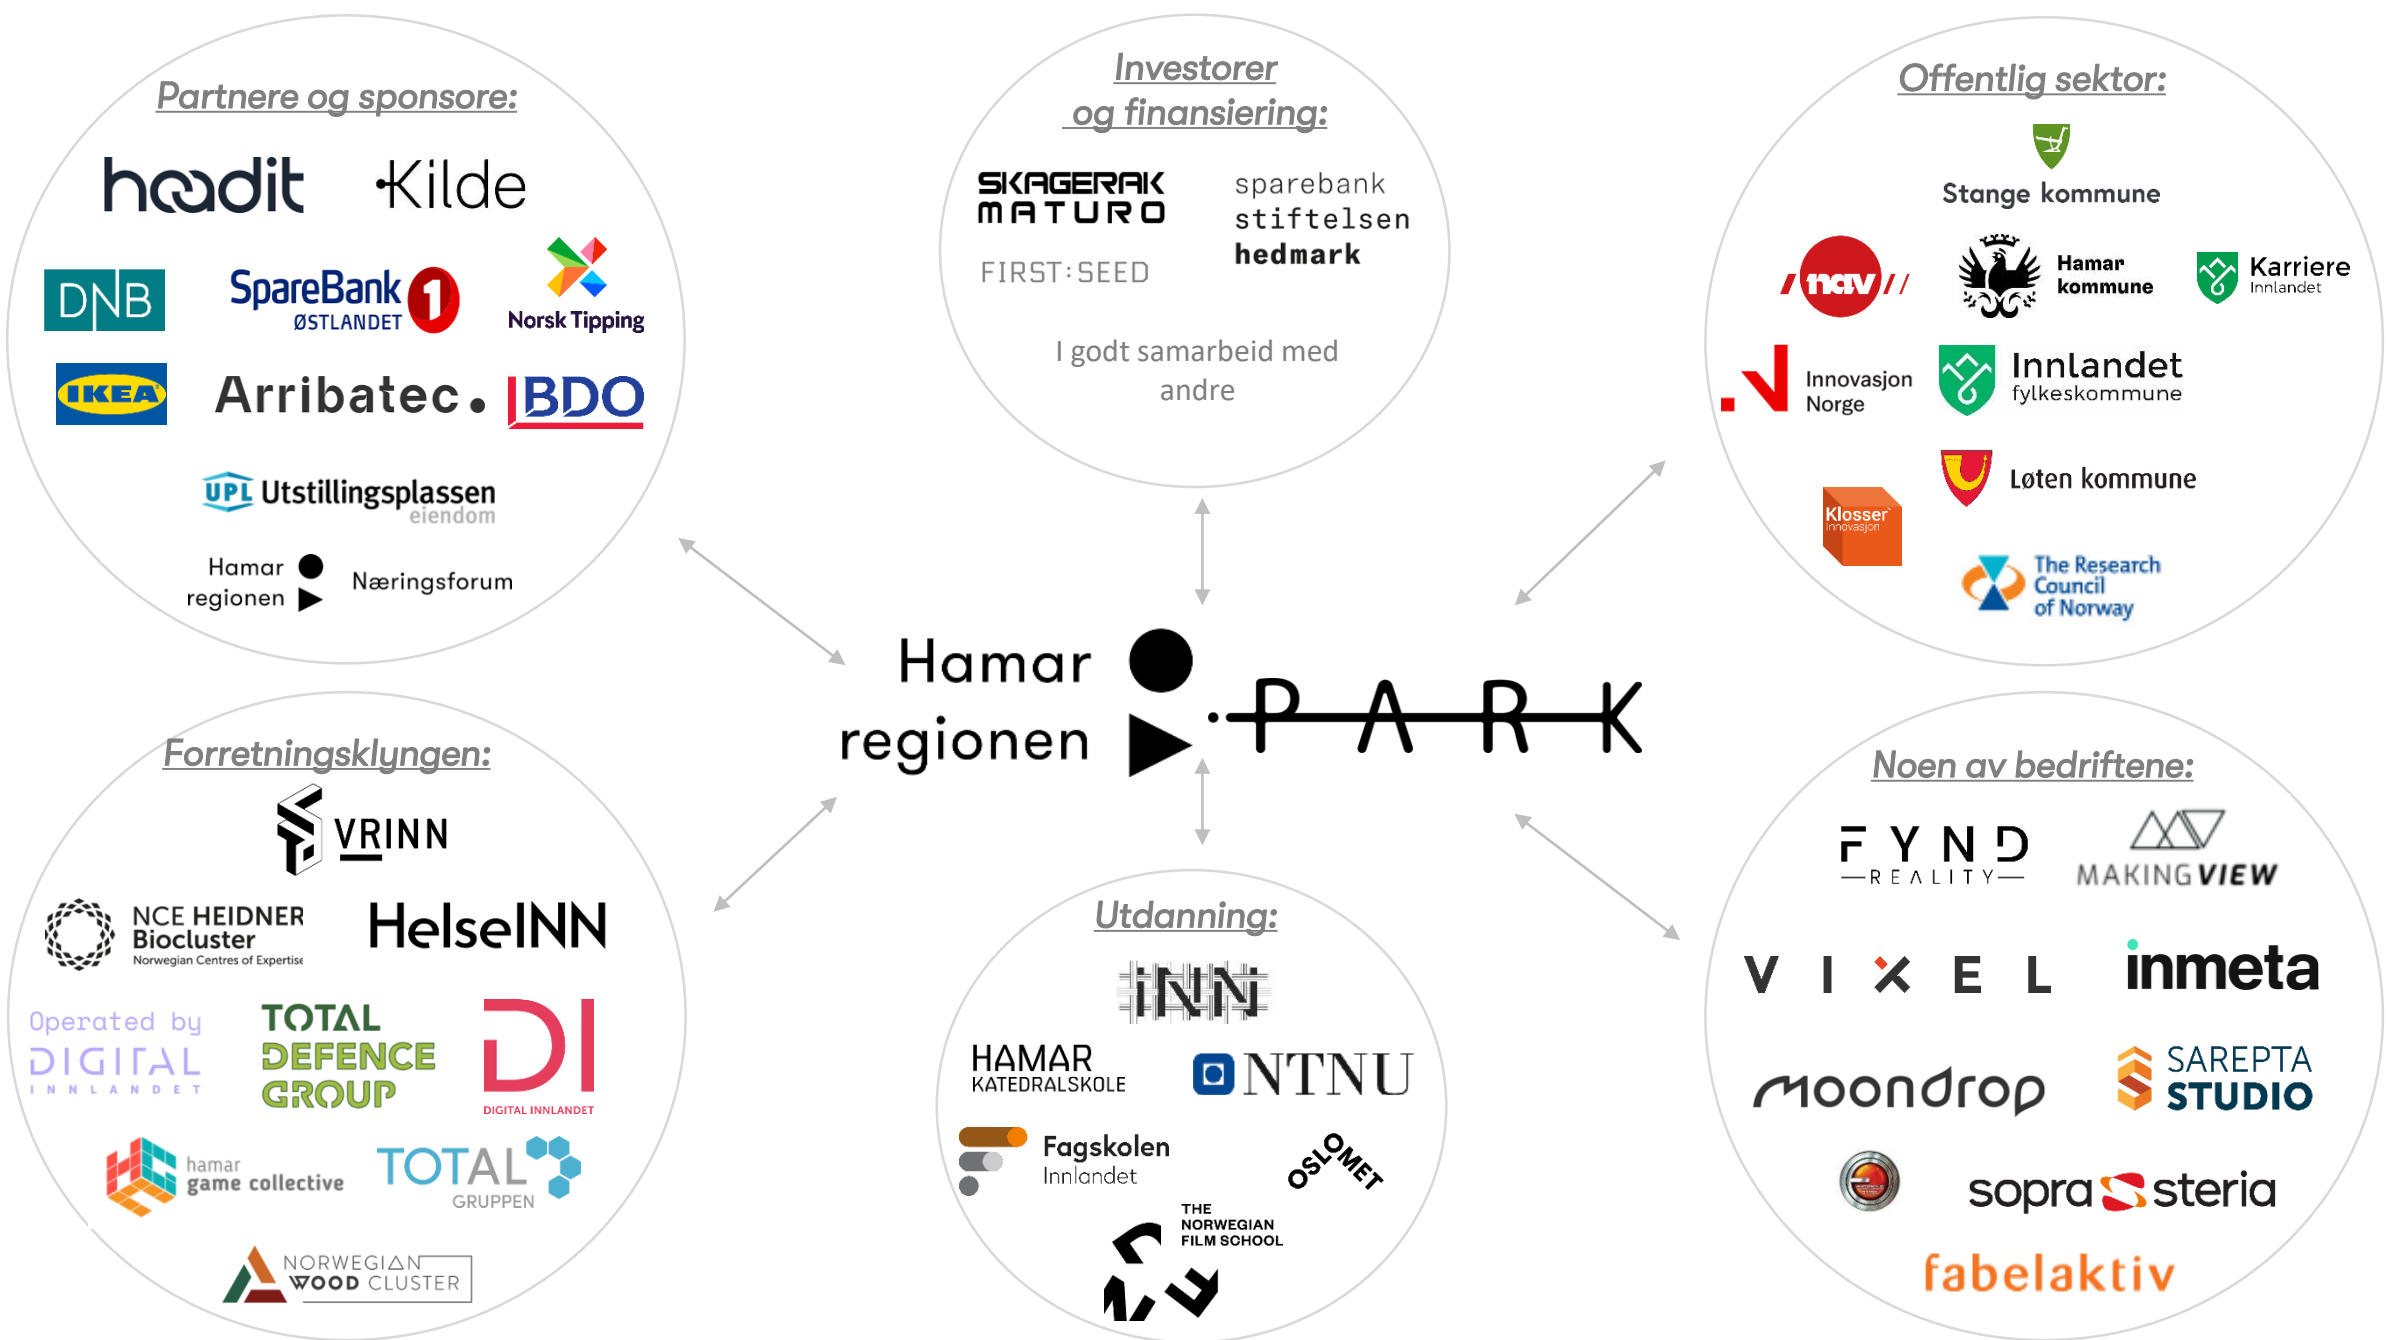 Partnere og sponsore:
hoodit
Kilde
DNB
SpareBank 1
ØSTLANDET
Norsk Tipping
IKEA
Arribatec.
BDO
UPL Utstillingsplassen
eiendom
Hamar
regionen
Næringsforum
Investorer
og finansiering:
SKAGERAK
MATURO
FIRST:SEED
sparebank
stiftelsen
hedmark
I godt samarbeid med
andre
Offentlig sektor:
Stange kommune
nav
Hamar
kommune
Karriere
Innlandet
Innovasjon
Norge
Innlandet
fylkeskommune
Løten kommune
Klosser
Innovasjon
The Research
Council
of Norway
Hamar
regionen
PARK
Forretningsklyngen:
VRINN
NCE HEIDNER
Biocluster
Norwegian Centres of Expertise
HelseINN
Operated by
DIGITAL
INNLANDET
TOTAL
DEFENCE
GROUP
DI
DIGITAL INNLANDET
hamar
game collective
TOTAL
GRUPPEN
NORWEGIAN
WOOD CLUSTER
Utdanning:
INN
HAMAR
KATEDRALSKOLE
NTNU
Fagskolen
Innlandet
OSLOMET
THE
NORWEGIAN
FILM SCHOOL
Noen av bedriftene:
FYND
REALITY
MAKINGVIEW
VIXEL
inmeta
moondrop
SAREPTA
STUDIO
sopra steria
fabelaktiv